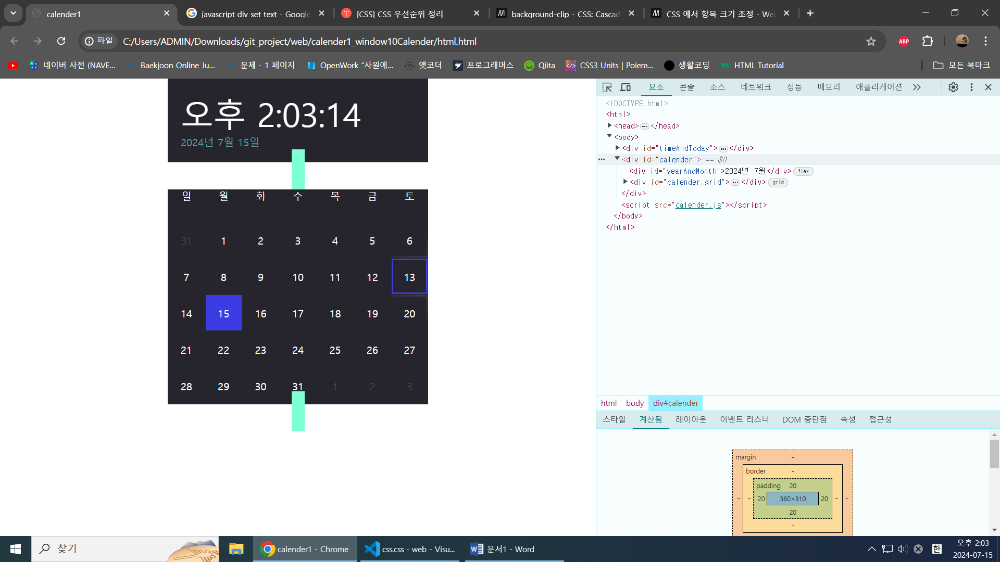 calender1
javascript div set text - Google
[CSS] CSS 우선순위 정리
background-clip - CSS: Cascad
CSS 에서 항목 크기 조정 - Wel
파일
C:/Users/ADMIN/Downloads/git_project/web/calender1_window10Calender/html.html
ABP
네이버 사전 (NAVE...
Baekjoon Online Ju...
문제 - 1 페이지
OpenWork “사원에...
앳코더
프로그래머스
Qiita
CSS3 Units | Poiem...
생활코딩
HTML Tutorial
모든 북마크
오후 2:03:14
2024년 7월 15일
일 월 화 수 목 금 토
31 1 2 3 4 5 6
7 8 9 10 11 12 13
14 15 16 17 18 19 20
21 22 23 24 25 26 27
28 29 30 31 1 2 3
요소 콘솔 소스 네트워크 성능 메모리 애플리케이션
<!DOCTYPE html>
<html>
<head>...</head>
<body>
<div id="timeAndToday">...</div>
... <div id="calender"> == $0
<div id="yearAndMonth">2024년 7월</div> flex
<div id="calender_grid">...</div> grid
</div>
<script src="calender.js"></script>
</body>
</html>
html body div#calender
스타일 계산됨 레이아웃 이벤트 리스너 DOM 중단점 속성 접근성
margin -
border -
padding 20
- - 20 360×310 20 - -
20
-
찾기
calender1 - Chrome
css.css - web - Visu...
문서1 - Word
한
오후 2:03
2024-07-15